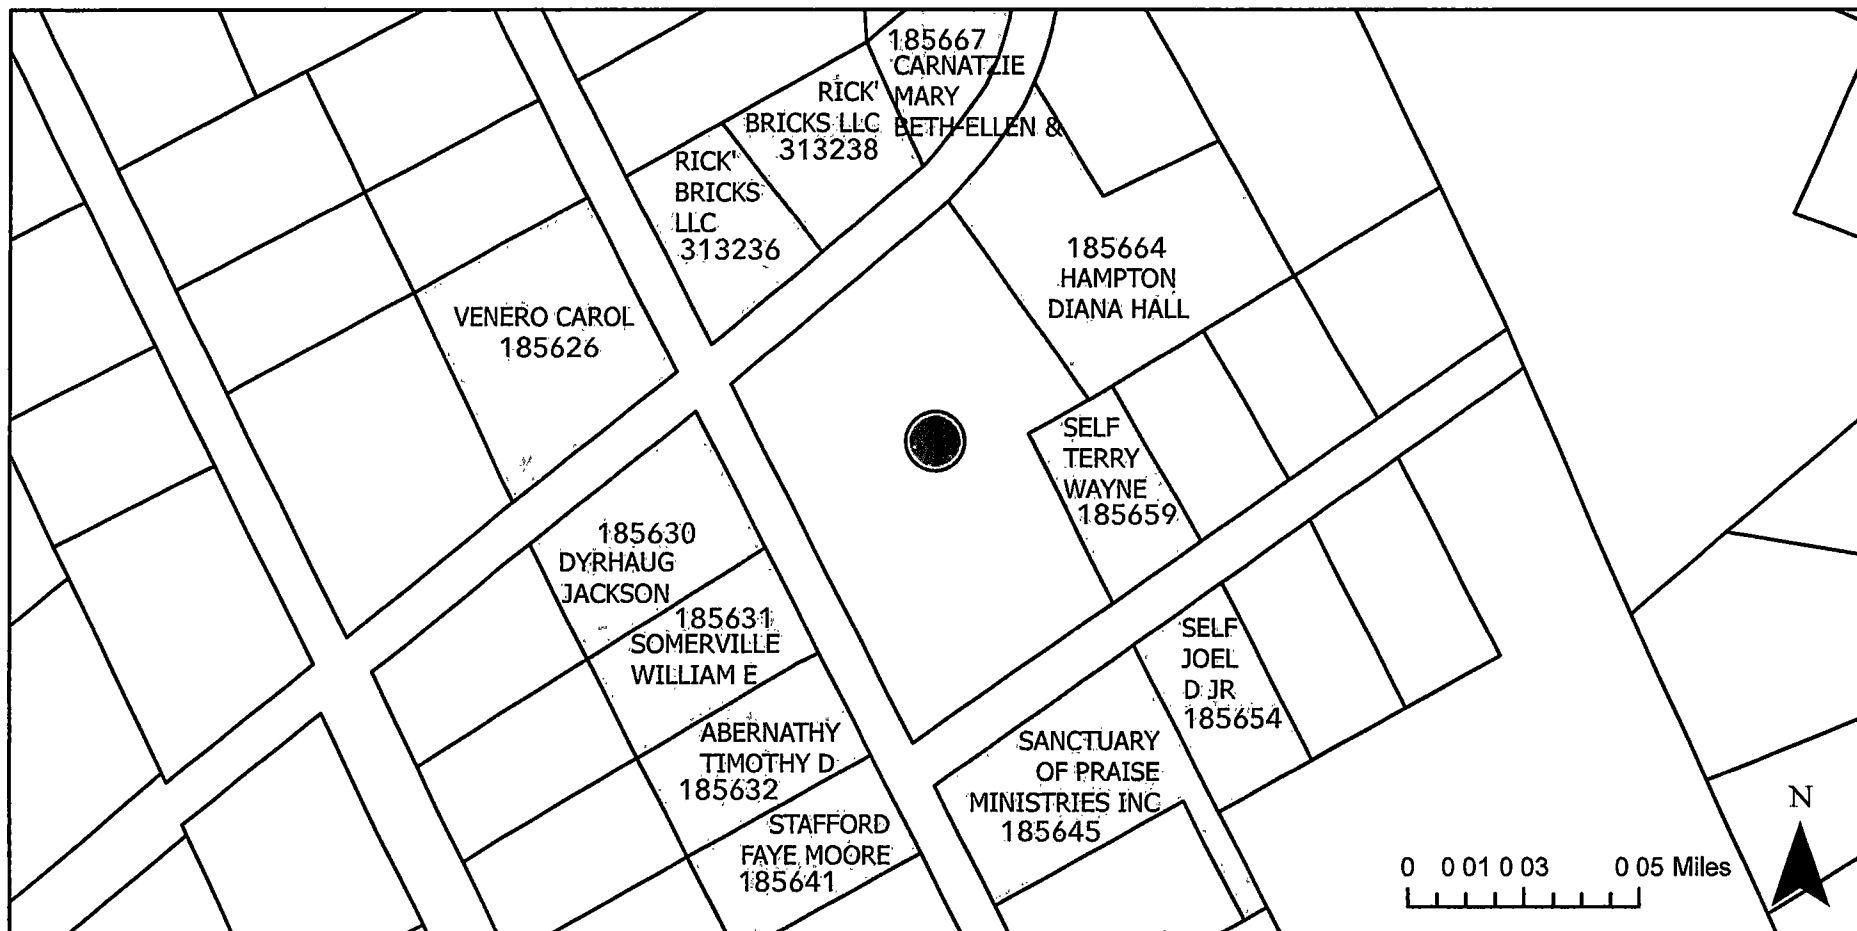 185667
CARNATZIE
MARY
BETH-ELLEN &
RICK'
BRICKS LLC
313238
RICK'
BRICKS
LLC
313236
185664
HAMPTON
DIANA HALL
VENERO CAROL
185626
SELF
TERRY
WAYNE
185659
185630
DYRHAUG
JACKSON
185631
SOMERVILLE
WILLIAM E
SELF
JOEL
D JR
185654
ABERNATHY
TIMOTHY D
185632
SANCTUARY
OF PRAISE
MINISTRIES INC
185645
STAFFORD
FAYE MOORE
185641
N
0 0 01 0 03 0 05 Miles